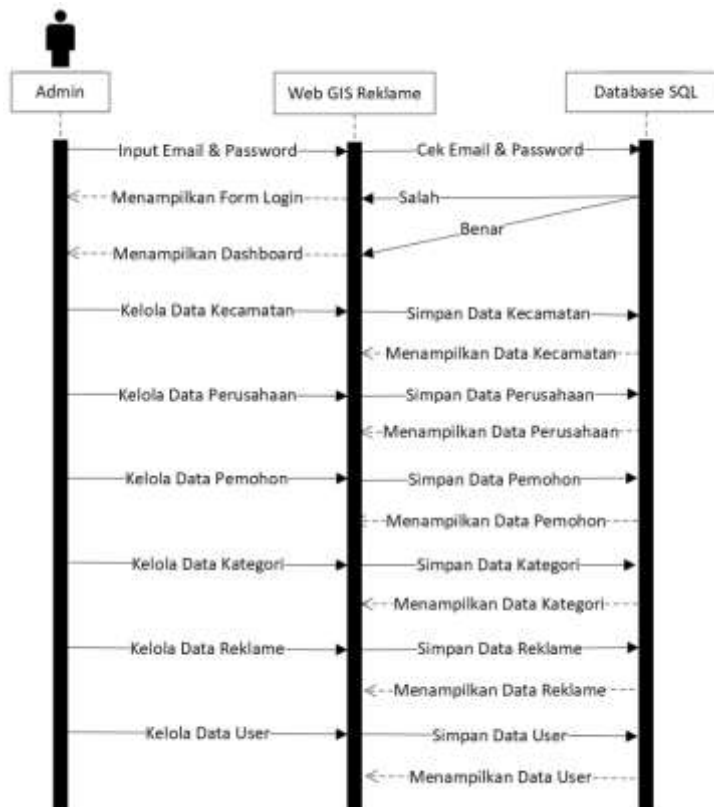 Admin
Web GIS Reklame
Database SQL
Input Email & Password
Cek Email & Password
Menampilkan Form Login
Salah
Benar
Menampilkan Dashboard
Kelola Data Kecamatan
Simpan Data Kecamatan
Menampilkan Data Kecamatan
Kelola Data Perusahaan
Simpan Data Perusahaan
Menampilkan Data Perusahaan
Kelola Data Pemohon
Simpan Data Pemohon
Menampilkan Data Pemohon
Kelola Data Kategori
Simpan Data Kategori
Menampilkan Data Kategori
Kelola Data Reklame
Simpan Data Reklame
Menampilkan Data Reklame
Kelola Data User
Simpan Data User
Menampilkan Data User